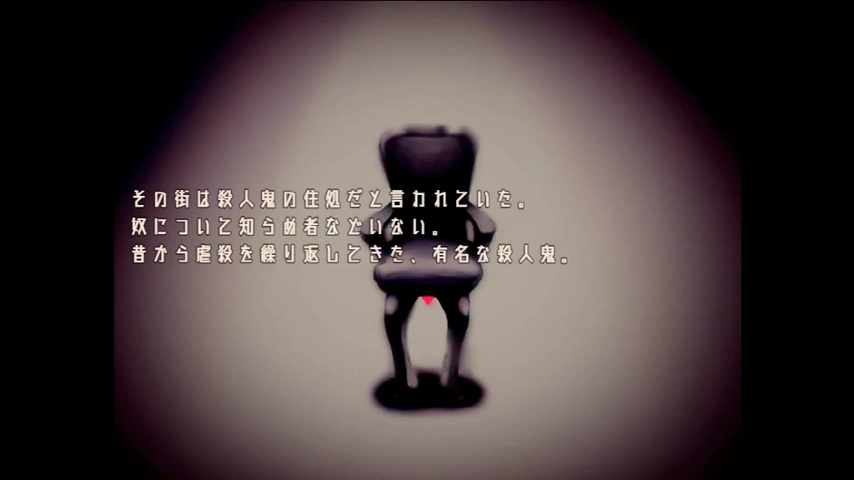 その街は殺人鬼の住処だと言われていた。
奴について知らぬ者などいない。
昔から虐殺を繰り返してきた、有名な殺人鬼。